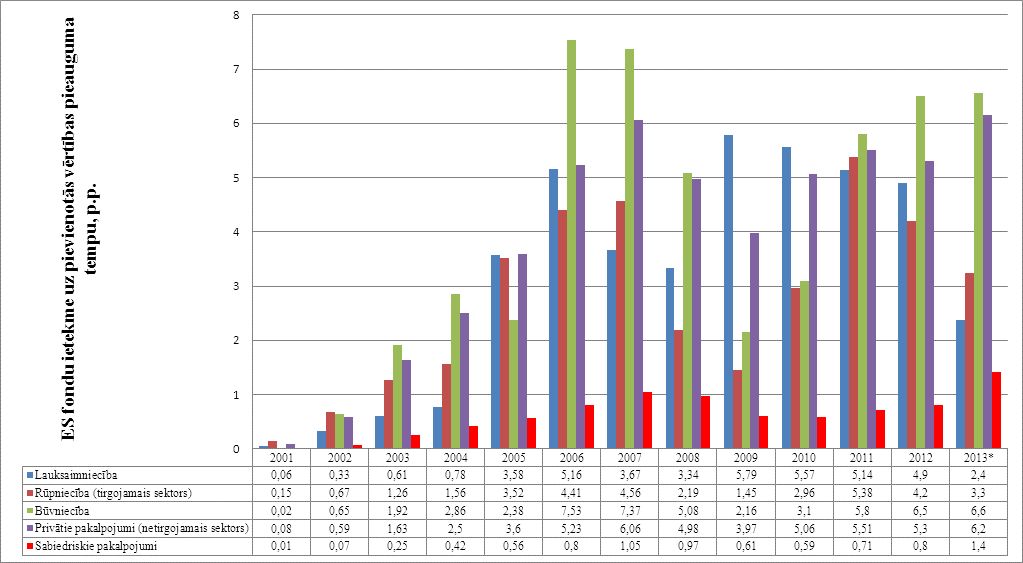 ES fondu ietekme uz pievienotās vērtības pieauguma
tempu, p.p.
8
7
6
5
4
3
2
1
0
2001 2002 2003 2004 2005 2006 2007 2008 2009 2010 2011 2012 2013*
Lauksaimniecība 0,06 0,33 0,61 0,78 3,58 5,16 3,67 3,34 5,79 5,57 5,14 4,9 2,4
Rūpniecība (tirgojamais sektors) 0,15 0,67 1,26 1,56 3,52 4,41 4,56 2,19 1,45 2,96 5,38 4,2 3,3
Būvniecība 0,02 0,65 1,92 2,86 2,38 7,53 7,37 5,08 2,16 3,1 5,8 6,5 6,6
Privātie pakalpojumi (netirgojamais sektors) 0,08 0,59 1,63 2,5 3,6 5,23 6,06 4,98 3,97 5,06 5,51 5,3 6,2
Sabiedriskie pakalpojumi 0,01 0,07 0,25 0,42 0,56 0,8 1,05 0,97 0,61 0,59 0,71 0,8 1,4